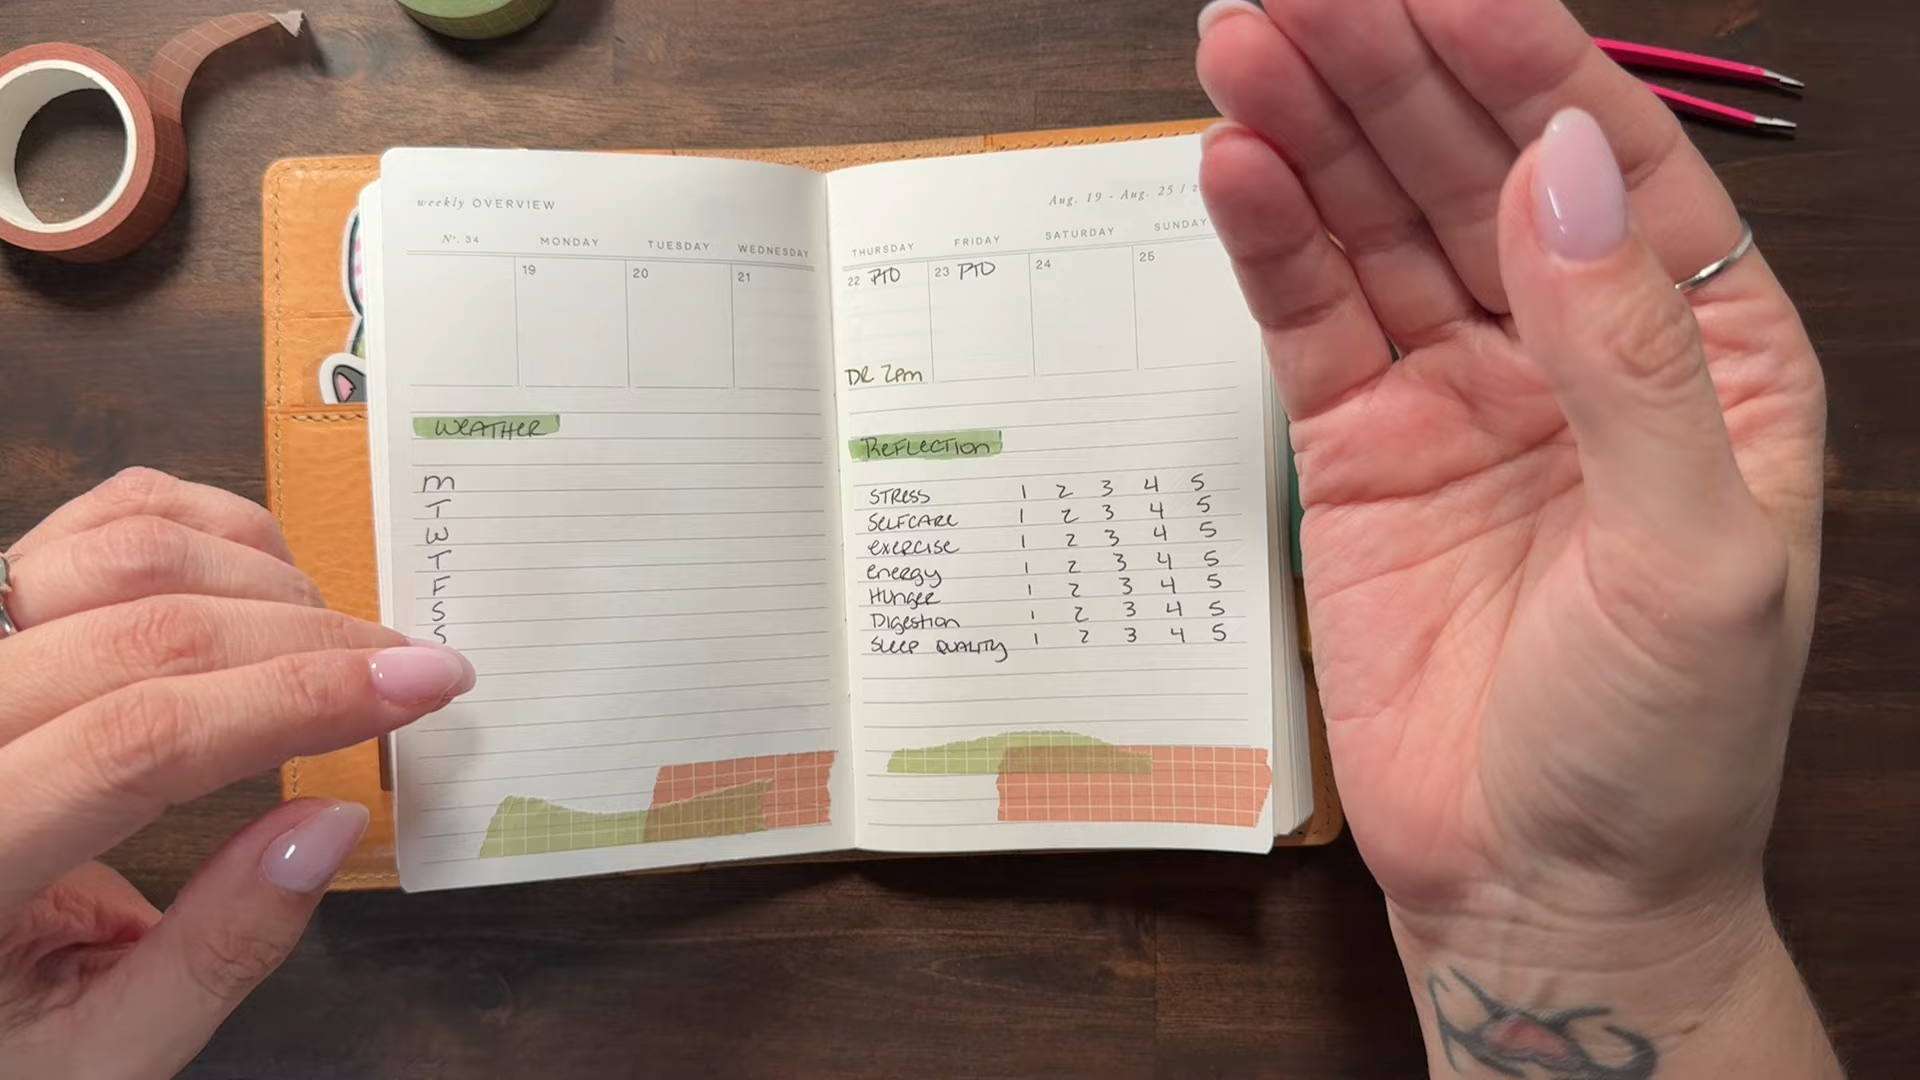 weekly OVERVIEW
Nº. 34 MONDAY TUESDAY WEDNESDAY
19 20 21
WEATHER
M
T
W
T
F
S
S
Aug. 19 - Aug. 25 / 2
THURSDAY FRIDAY SATURDAY SUNDAY
22 PTO 23 PTO 24 25
DR 2pm
REFLECTION
STRESS 1 2 3 4 5
SELFCARE 1 2 3 4 5
exercise 1 2 3 4 5
energy 1 2 3 4 5
Hunger 1 2 3 4 5
Digestion 1 2 3 4 5
Sleep QUALITY 1 2 3 4 5